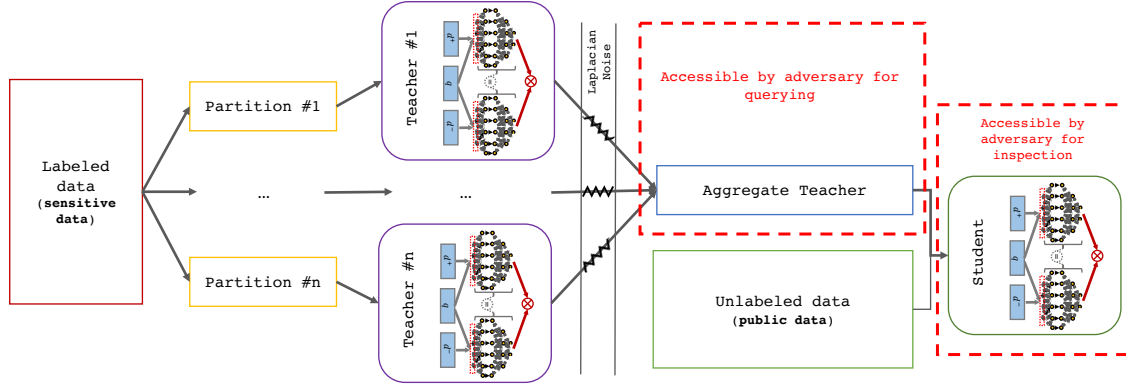 Labeled
data
(sensitive
data)
Partition #1
...
Partition #n
Teacher #1
p+
q
p-
=
...
Teacher #n
p+
q
p-
=
Laplacian
Noise
Accessible by adversary for
querying
Aggregate Teacher
Unlabeled data
(public data)
Accessible by
adversary for
inspection
Student
p+
q
p-
=